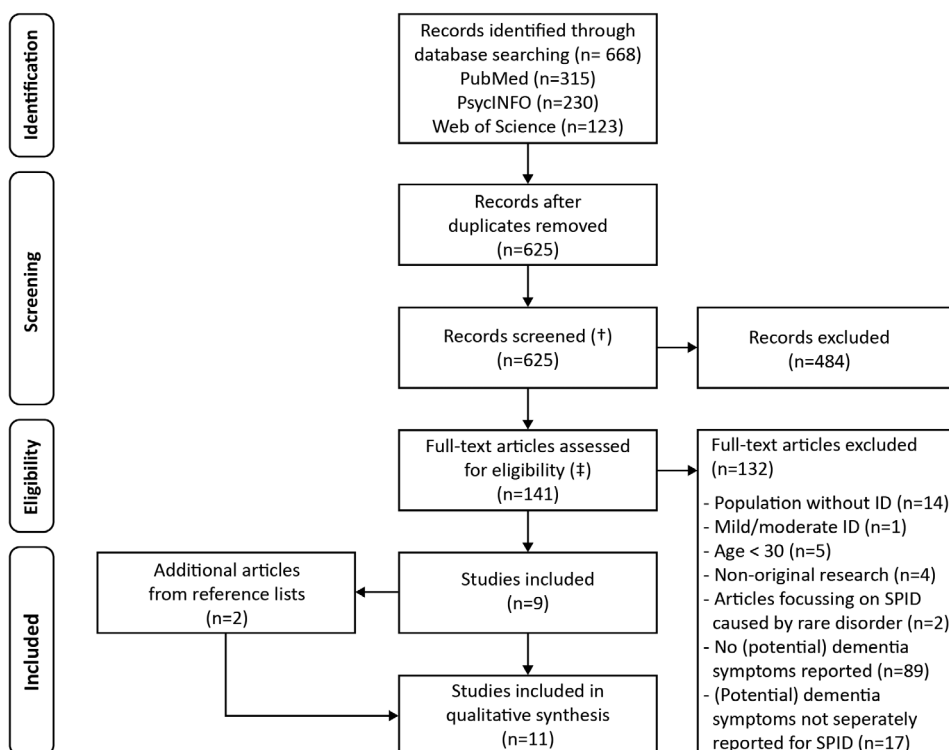 Identification
Records identified through
database searching (n= 668)
PubMed (n=315)
PsycINFO (n=230)
Web of Science (n=123)
Screening
Records after
duplicates removed
(n=625)
Records screened (†)
(n=625)
Records excluded
(n=484)
Eligibility
Full-text articles assessed
for eligibility (‡)
(n=141)
Full-text articles excluded
(n=132)
- Population without ID (n=14)
- Mild/moderate ID (n=1)
- Age < 30 (n=5)
- Non-original research (n=4)
- Articles focussing on SPID
caused by rare disorder (n=2)
- No (potential) dementia
symptoms reported (n=89)
- (Potential) dementia
symptoms not seperately
reported for SPID (n=17)
Included
Additional articles
from reference lists
(n=2)
Studies included
(n=9)
Studies included in
qualitative synthesis
(n=11)